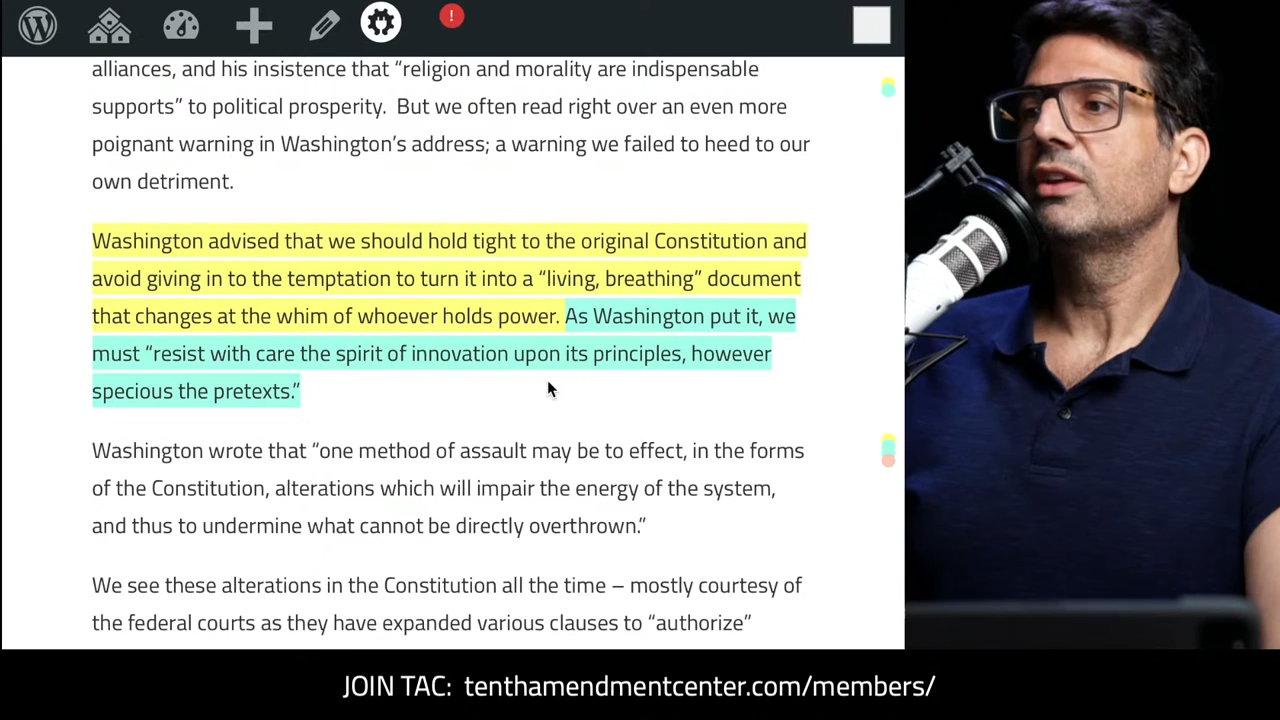 !
alliances, and his insistence that “religion and morality are indispensable
supports” to political prosperity.  But we often read right over an even more
poignant warning in Washington’s address; a warning we failed to heed to our
own detriment.
Washington advised that we should hold tight to the original Constitution and
avoid giving in to the temptation to turn it into a “living, breathing” document
that changes at the whim of whoever holds power. As Washington put it, we
must “resist with care the spirit of innovation upon its principles, however
specious the pretexts.”
Washington wrote that “one method of assault may be to effect, in the forms
of the Constitution, alterations which will impair the energy of the system,
and thus to undermine what cannot be directly overthrown.”
We see these alterations in the Constitution all the time – mostly courtesy of
the federal courts as they have expanded various clauses to “authorize”
JOIN TAC: tenthamendmentcenter.com/members/